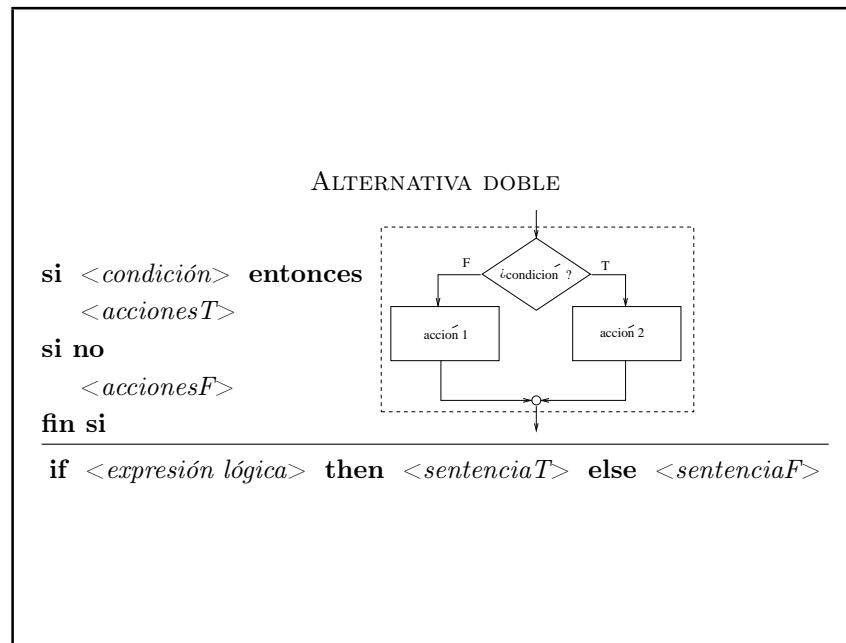 ALTERNATIVA DOBLE
si <condición> entonces
<accionesT>
si no
<accionesF>
fin si
F
¿condición ?
T
acción 1
acción 2
if <expresión lógica> then <sentenciaT> else <sentenciaF>